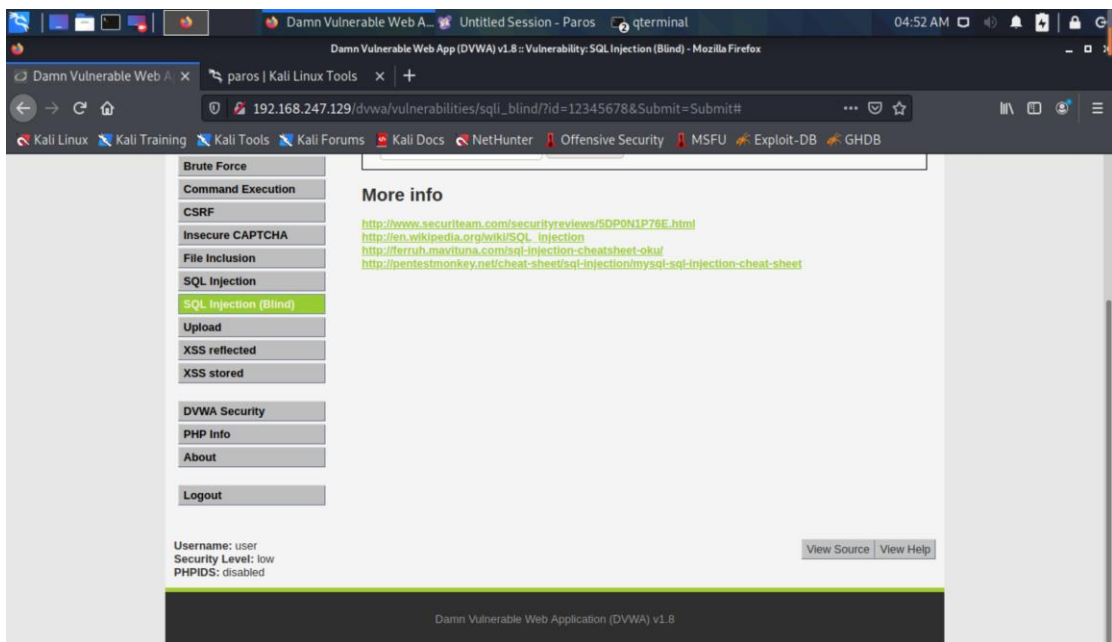 Damn Vulnerable Web A... Untitled Session - Paros qterminal 04:52 AM
Damn Vulnerable Web App (DVWA) v1.8 :: Vulnerability: SQL Injection (Blind) - Mozilla Firefox
Damn Vulnerable Web A paros | Kali Linux Tools
192.168.247.129/dvwa/vulnerabilities/sqli_blind/?id=12345678&Submit=Submit#
Kali Linux Kali Training Kali Tools Kali Forums Kali Docs NetHunter Offensive Security MSFU Exploit-DB GHDB
Brute Force
Command Execution
CSRF
Insecure CAPTCHA
File Inclusion
SQL Injection
SQL Injection (Blind)
Upload
XSS reflected
XSS stored
DVWA Security
PHP Info
About
Logout
More info
http://www.securiteam.com/securityreviews/5DP0N1P76E.html
http://en.wikipedia.org/wiki/SQL_injection
http://ferruh.mavituna.com/sql-injection-cheatsheet-oku/
http://pentestmonkey.net/cheat-sheet/sql-injection/mysql-sql-injection-cheat-sheet
Username: user
Security Level: low
PHPIDS: disabled
View Source View Help
Damn Vulnerable Web Application (DVWA) v1.8